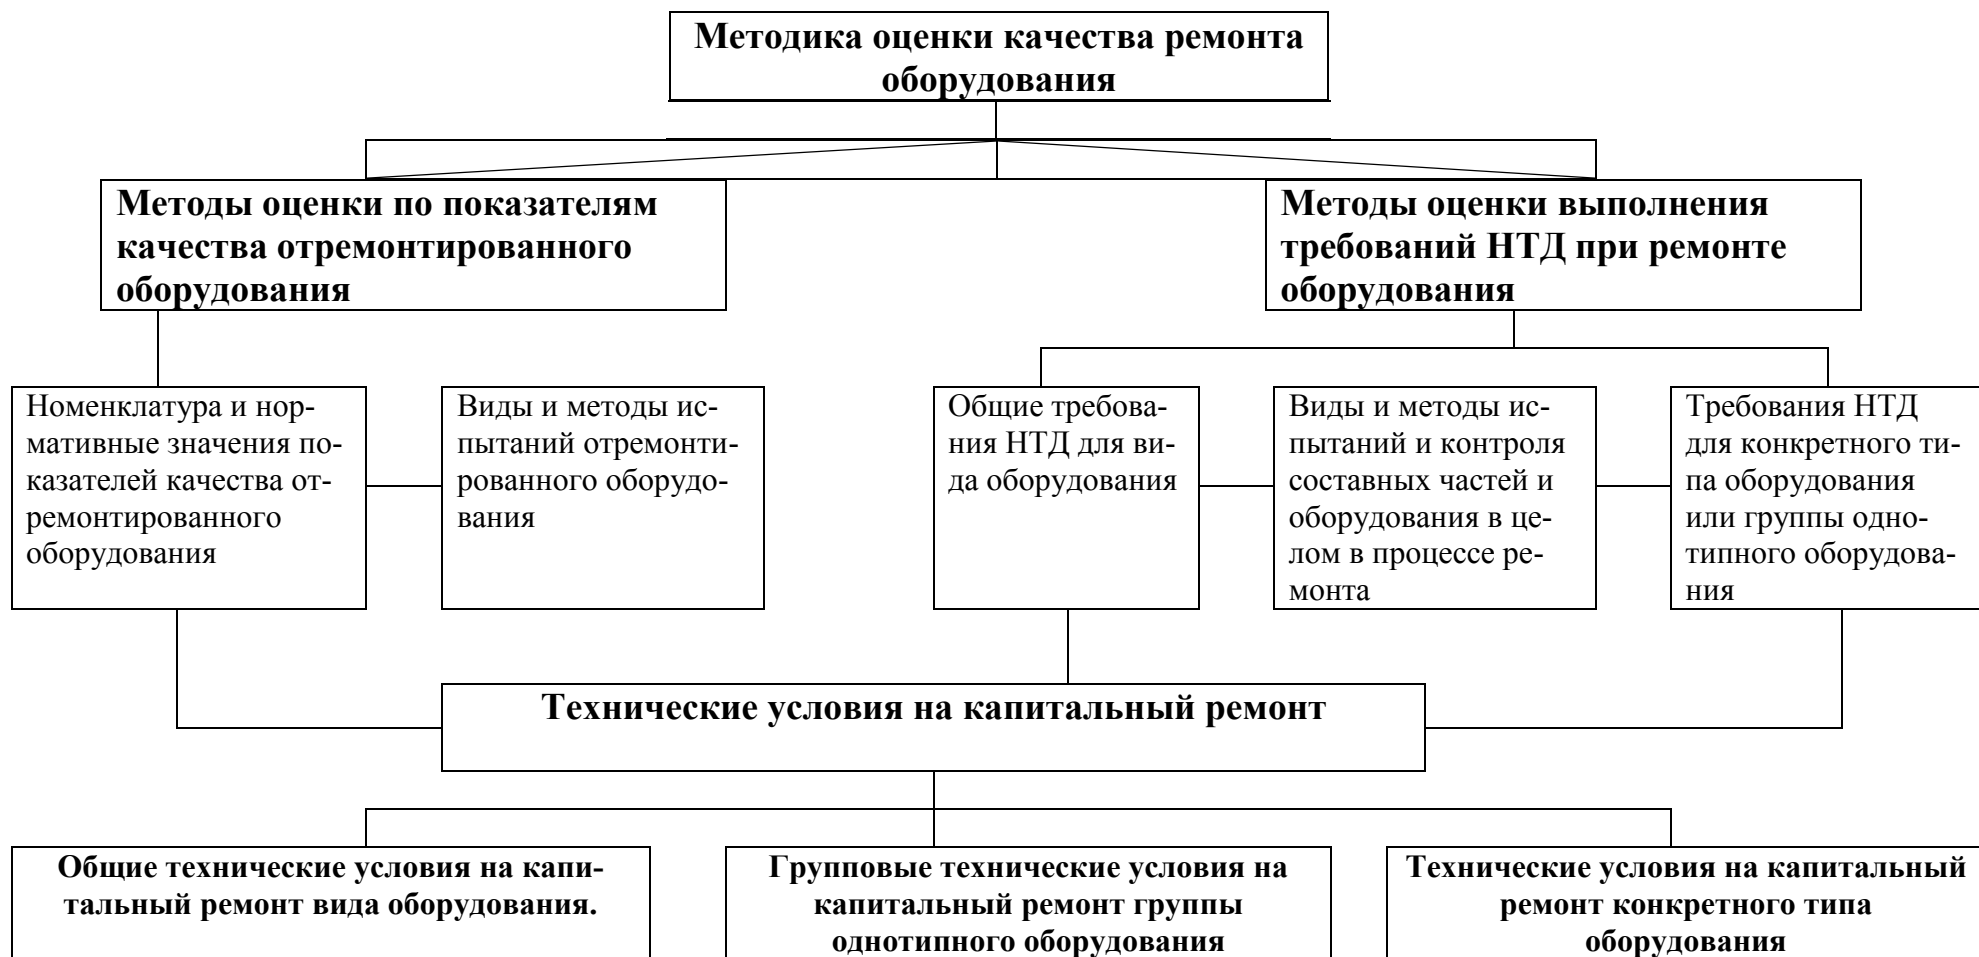 Методика оценки качества ремонта
оборудования
Методы оценки по показателям
качества отремонтированного
оборудования
Методы оценки выполнения
требований НТД при ремонте
оборудования
Номенклатура и нор-
мативные значения по-
казателей качества от-
ремонтированного
оборудования
Виды и методы ис-
пытаний отремонти-
рованного оборудо-
вания
Общие требова-
ния НТД для ви-
да оборудования
Виды и методы ис-
пытаний и контроля
составных частей и
оборудования в це-
лом в процессе ре-
монта
Требования НТД
для конкретного ти-
па оборудования
или группы одно-
типного оборудова-
ния
Технические условия на капитальный ремонт
Общие технические условия на капи-
тальный ремонт вида оборудования.
Групповые технические условия на
капитальный ремонт группы
однотипного оборудования
Технические условия на капитальный
ремонт конкретного типа
оборудования